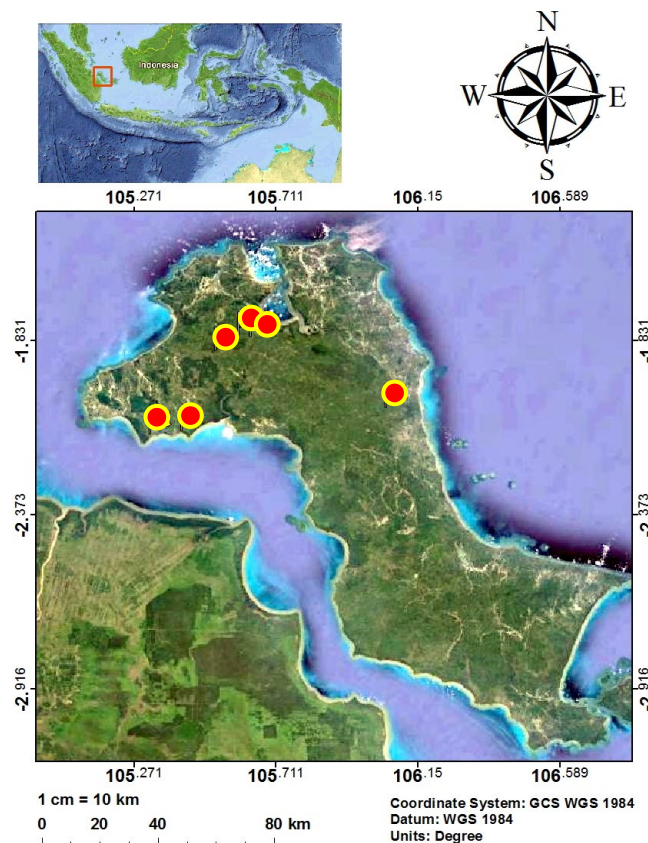 Indonesia
N
W E
S
105.271 105.711 106.15 106.589
-1.831 -1.831
-2.373 -2.373
-2.916 -2.916
105.271 105.711 106.15 106.589
1 cm = 10 km
0 20 40 80 km
Coordinate System: GCS WGS 1984
Datum: WGS 1984
Units: Degree